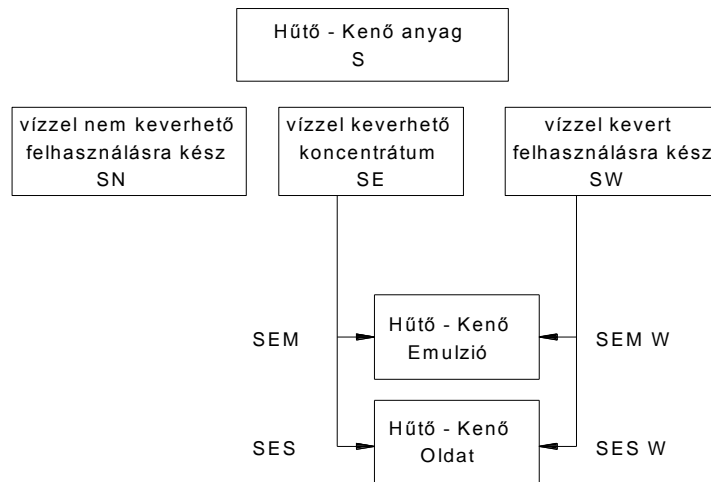 Hűtő - Kenő anyag
S
vízzel nem keverhető
felhasználásra kész
SN
vízzel keverhető
koncentrátum
SE
vízzel kevert
felhasználásra kész
SW
SEM
Hűtő - Kenő
Emulzió
SEM W
SES
Hűtő - Kenő
Oldat
SES W